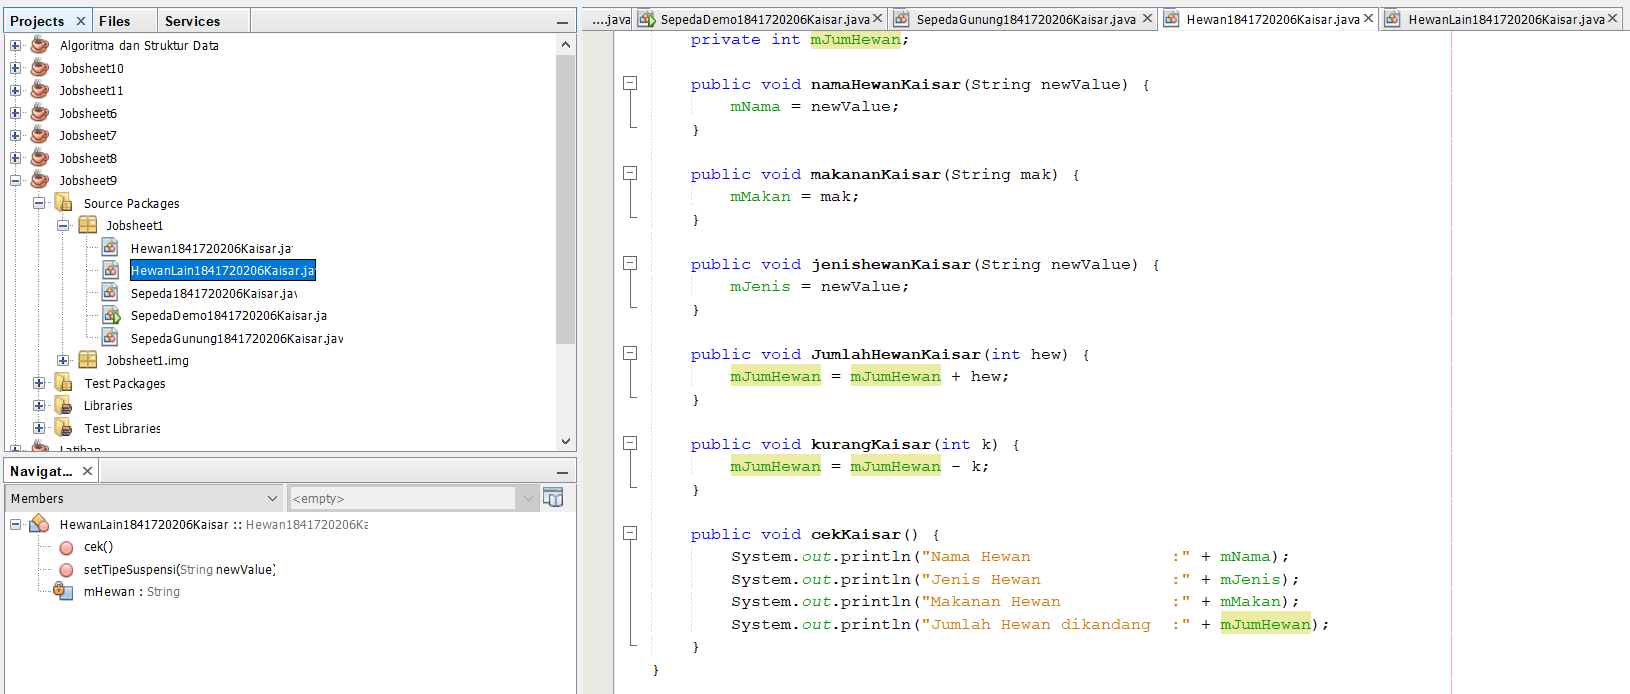 Projects
Files
Services
Algoritma dan Struktur Data
Jobsheet10
Jobsheet11
Jobsheet6
Jobsheet7
Jobsheet8
Jobsheet9
Source Packages
Jobsheet1
Hewan1841720206Kaisar.ja
HewanLain1841720206Kaisar.ja
Sepeda1841720206Kaisar.ja
SepedaDemo1841720206Kaisar.ja
SepedaGunung1841720206Kaisar.jav
Jobsheet1.img
Test Packages
Libraries
Test Libraries
Latihan
Navigat...
Members
<empty>
HewanLain1841720206Kaisar :: Hewan1841720206Ka
cek()
setTipeSuspensi(String newValue)
mHewan : String
....java
SepedaDemo1841720206Kaisar.java
SepedaGunung1841720206Kaisar.java
Hewan1841720206Kaisar.java
HewanLain1841720206Kaisar.java
private int mJumHewan;
public void namaHewanKaisar(String newValue) {
mNama = newValue;
}
public void makananKaisar(String mak) {
mMakan = mak;
}
public void jenishewanKaisar(String newValue) {
mJenis = newValue;
}
public void JumlahHewanKaisar(int hew) {
mJumHewan = mJumHewan + hew;
}
public void kurangKaisar(int k) {
mJumHewan = mJumHewan - k;
}
public void cekKaisar() {
System.out.println("Nama Hewan              :" + mNama);
System.out.println("Jenis Hewan             :" + mJenis);
System.out.println("Makanan Hewan           :" + mMakan);
System.out.println("Jumlah Hewan dikandang  :" + mJumHewan);
}
}